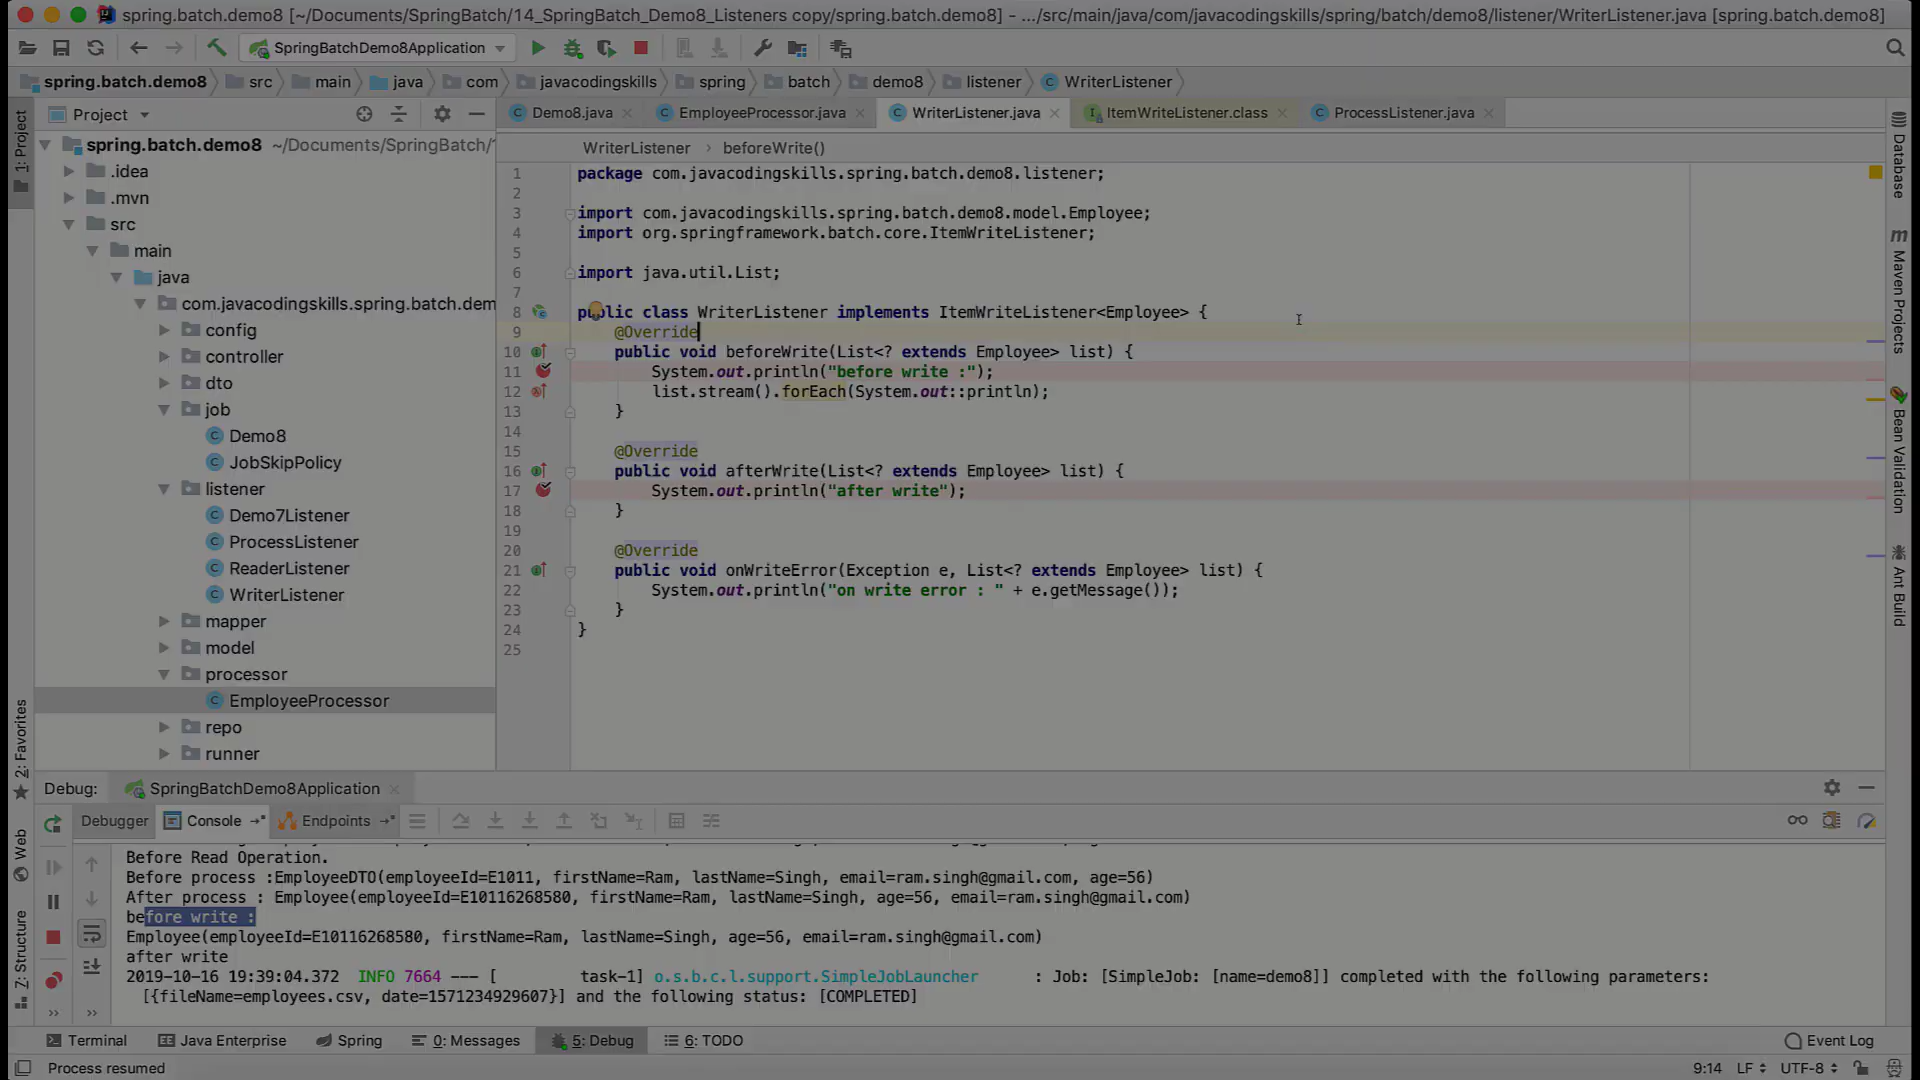 spring.batch.demo8 [~/Documents/SpringBatch/14_SpringBatch_Demo8_Listeners copy/spring.batch.demo8] - .../src/main/java/com/javacodingskills/spring/batch/demo8/listener/WriterListener.java [spring.batch.demo8]
SpringBatchDemo8Application
spring.batch.demo8 src main java com javacodingskills spring batch demo8 listener WriterListener
Project Demo8.java EmployeeProcessor.java WriterListener.java ItemWriteListener.class ProcessListener.java
WriterListener › beforeWrite()
spring.batch.demo8 ~/Documents/SpringBatch/
.idea
.mvn
src
main
java
com.javacodingskills.spring.batch.dem
config
controller
dto
job
Demo8
JobSkipPolicy
listener
Demo7Listener
ProcessListener
ReaderListener
WriterListener
mapper
model
processor
EmployeeProcessor
repo
runner
1 package com.javacodingskills.spring.batch.demo8.listener;
2
3 import com.javacodingskills.spring.batch.demo8.model.Employee;
4 import org.springframework.batch.core.ItemWriteListener;
5
6 import java.util.List;
7
8 public class WriterListener implements ItemWriteListener<Employee> {
9 @Override
10 public void beforeWrite(List<? extends Employee> list) {
11 System.out.println("before write :");
12 list.stream().forEach(System.out::println);
13 }
14
15 @Override
16 public void afterWrite(List<? extends Employee> list) {
17 System.out.println("after write");
18 }
19
20 @Override
21 public void onWriteError(Exception e, List<? extends Employee> list) {
22 System.out.println("on write error : " + e.getMessage());
23 }
24 }
25
1: Project
2: Favorites
Web
Z: Structure
Database
Maven Projects
Bean Validation
Ant Build
Debug: SpringBatchDemo8Application
Debugger Console Endpoints
Before Read Operation.
Before process :EmployeeDTO(employeeId=E1011, firstName=Ram, lastName=Singh, email=ram.singh@gmail.com, age=56)
After process : Employee(employeeId=E10116268580, firstName=Ram, lastName=Singh, age=56, email=ram.singh@gmail.com)
before write :
Employee(employeeId=E10116268580, firstName=Ram, lastName=Singh, age=56, email=ram.singh@gmail.com)
after write
2019-10-16 19:39:04.372 INFO 7664 --- [ task-1] o.s.b.c.l.support.SimpleJobLauncher : Job: [SimpleJob: [name=demo8]] completed with the following parameters:
[{fileName=employees.csv, date=1571234929607}] and the following status: [COMPLETED]
Terminal Java Enterprise Spring 0: Messages 5: Debug 6: TODO Event Log
Process resumed 9:14 LF UTF-8